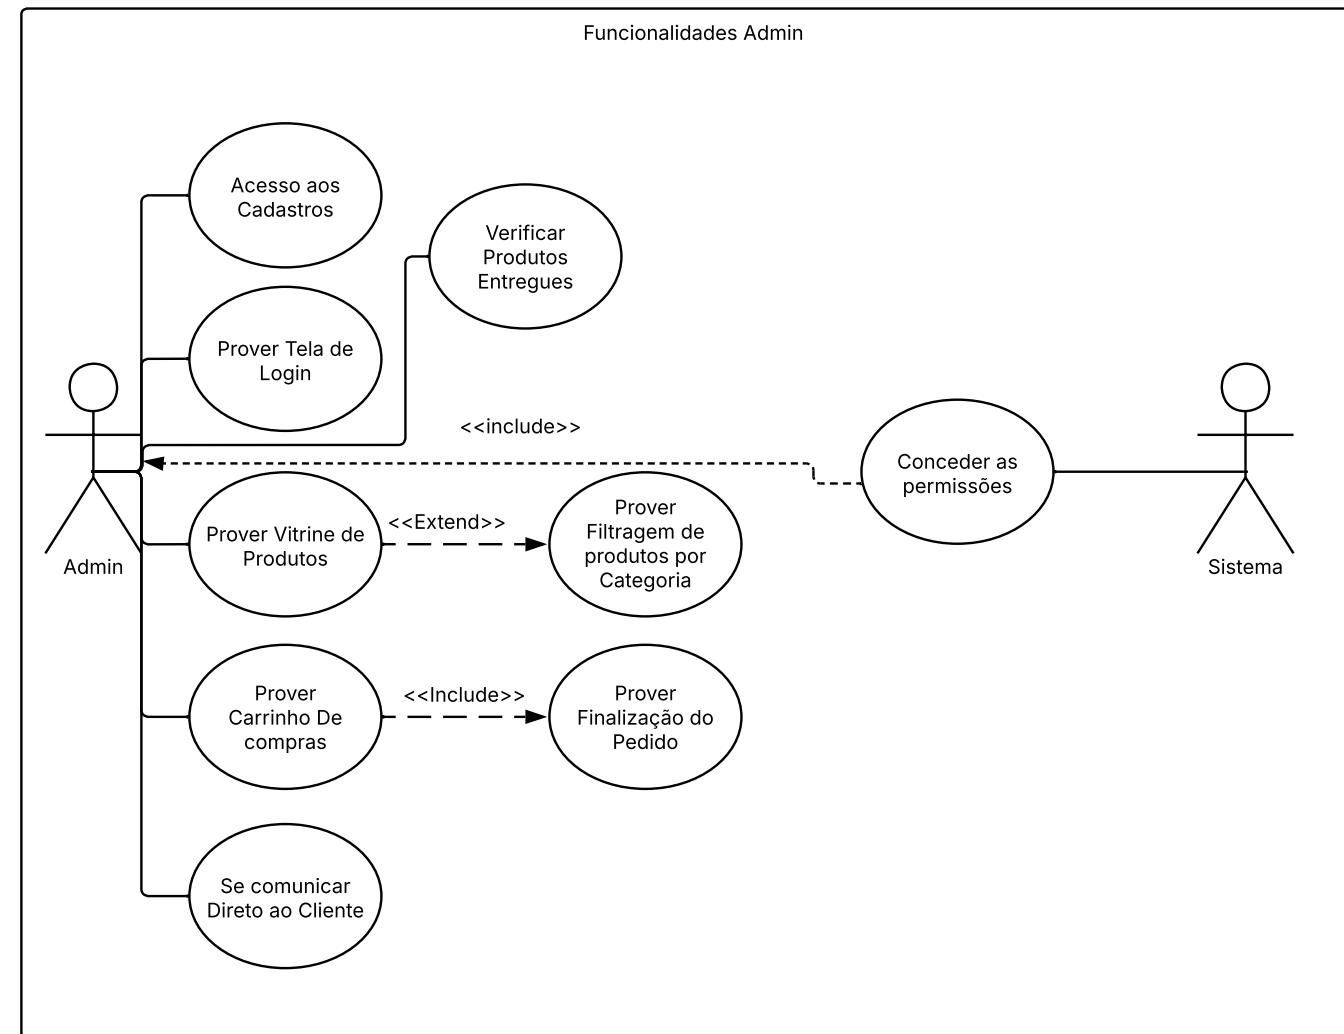 Funcionalidades Admin
Acesso aos
Cadastros
Verificar
Produtos
Entregues
Prover Tela de
Login
<<include>>
Conceder as
permissões
Admin
Sistema
Prover Vitrine de
Produtos
<<Extend>>
Prover
Filtragem de
produtos por
Categoria
Prover
Carrinho De
compras
<<Include>>
Prover
Finalização do
Pedido
Se comunicar
Direto ao Cliente